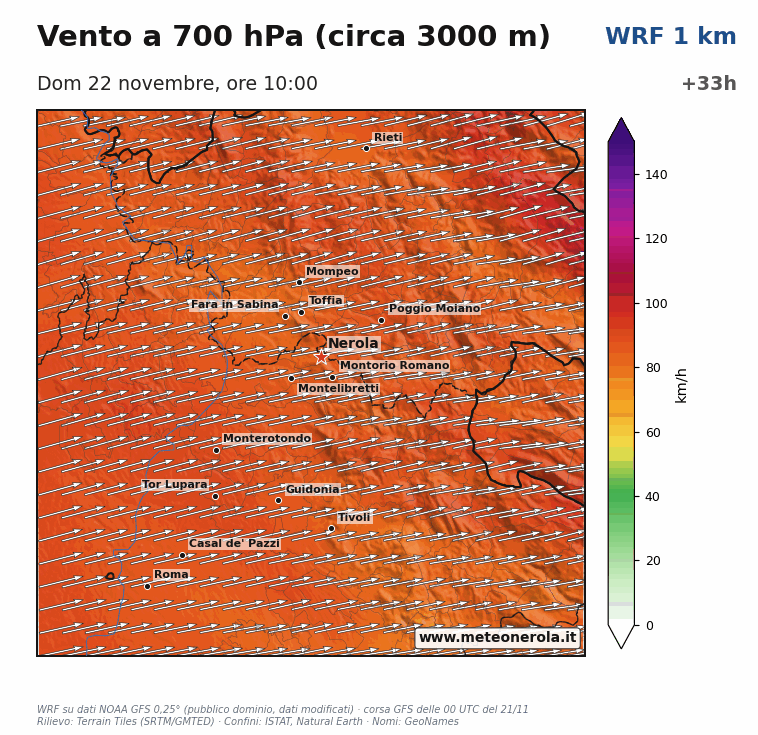 Vento a 700 hPa (circa 3000 m)
WRF 1 km
Dom 22 novembre, ore 10:00
+33h
Rieti
Mompeo
Toffia
Fara in Sabina
Poggio Moiano
Nerola
Montorio Romano
Montelibretti
Monterotondo
Tor Lupara
Guidonia
Tivoli
Casal de' Pazzi
Roma
www.meteonerola.it
140
120
100
80
60
40
20
0
km/h
WRF su dati NOAA GFS 0,25° (pubblico dominio, dati modificati) · corsa GFS delle 00 UTC del 21/11
Rilievo: Terrain Tiles (SRTM/GMTED) · Confini: ISTAT, Natural Earth · Nomi: GeoNames